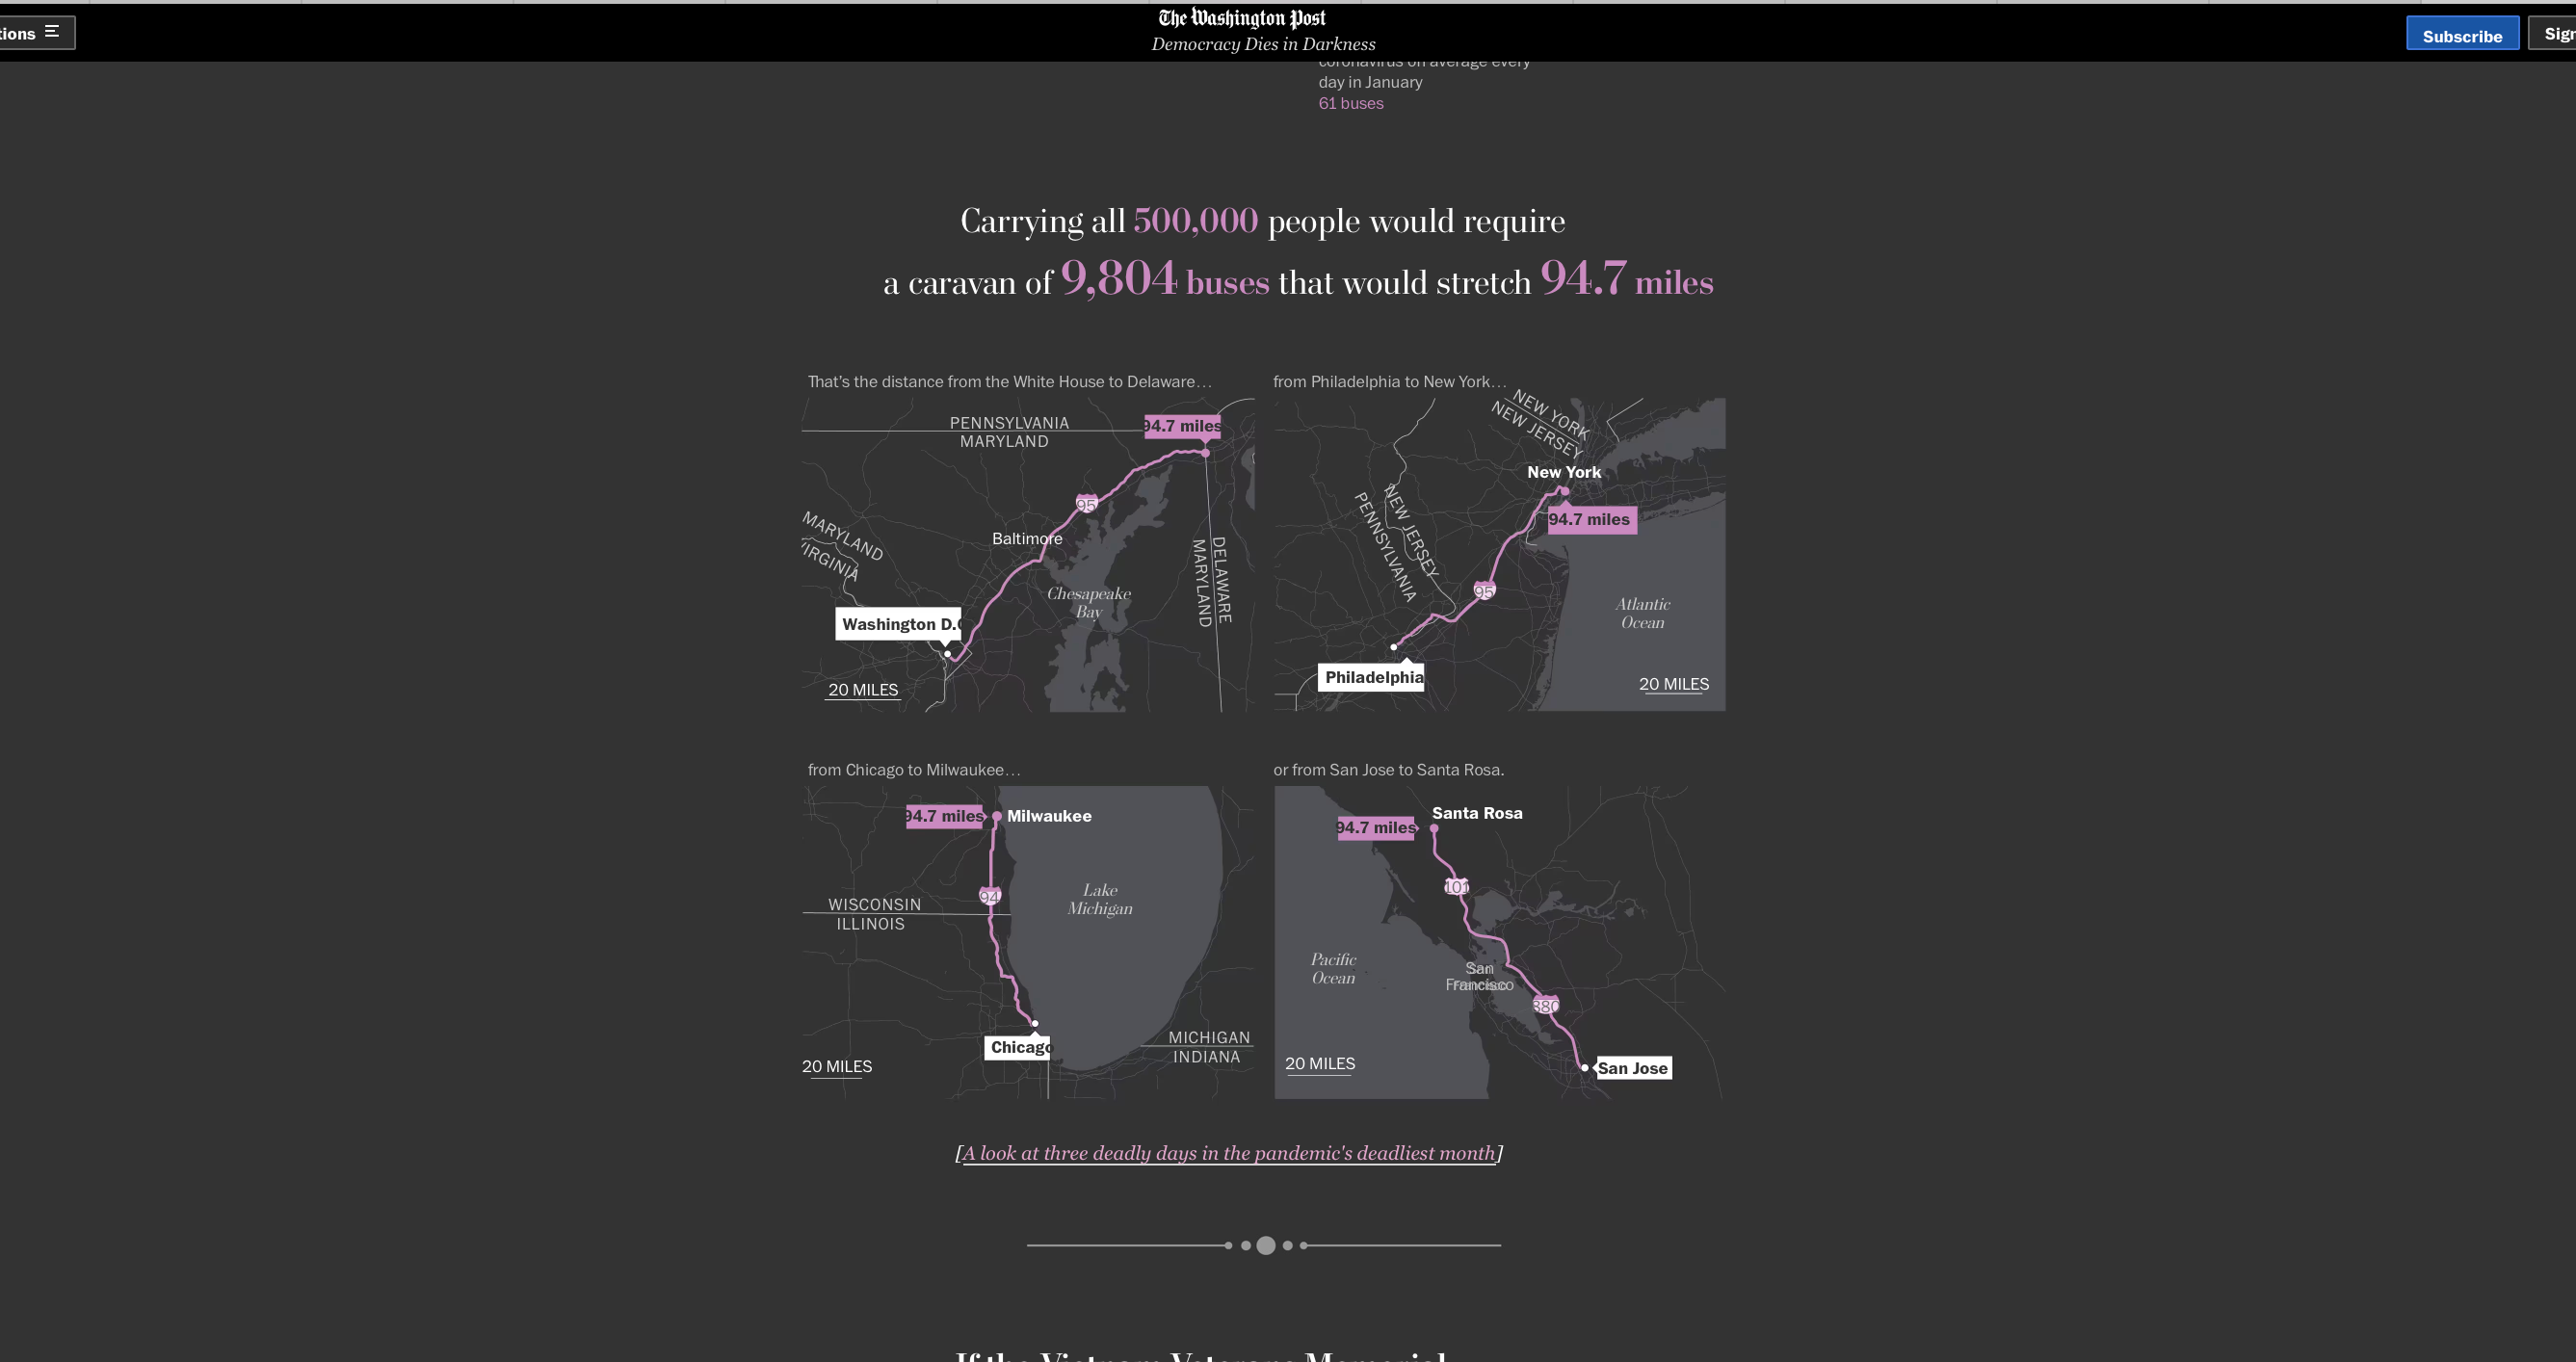 tions
The Washington Post
Democracy Dies in Darkness
Subscribe
Sign
coronavirus on average every
day in January
61 buses
Carrying all 500,000 people would require
a caravan of 9,804 buses that would stretch 94.7 miles
That's the distance from the White House to Delaware…
PENNSYLVANIA
MARYLAND
94.7 miles
95
Baltimore
MARYLAND
VIRGINIA
Chesapeake
Bay
DELAWARE
MARYLAND
Washington D.C
20 MILES
from Philadelphia to New York…
NEW YORK
NEW JERSEY
New York
94.7 miles
NEW JERSEY
PENNSYLVANIA
95
Atlantic
Ocean
Philadelphia
20 MILES
from Chicago to Milwaukee…
94.7 miles
Milwaukee
94
Lake
Michigan
WISCONSIN
ILLINOIS
Chicago
MICHIGAN
INDIANA
20 MILES
or from San Jose to Santa Rosa.
Santa Rosa
94.7 miles
101
Pacific
Ocean
San
Francisco
880
20 MILES
San Jose
[A look at three deadly days in the pandemic's deadliest month]
If the Vietnam Veterans Memorial